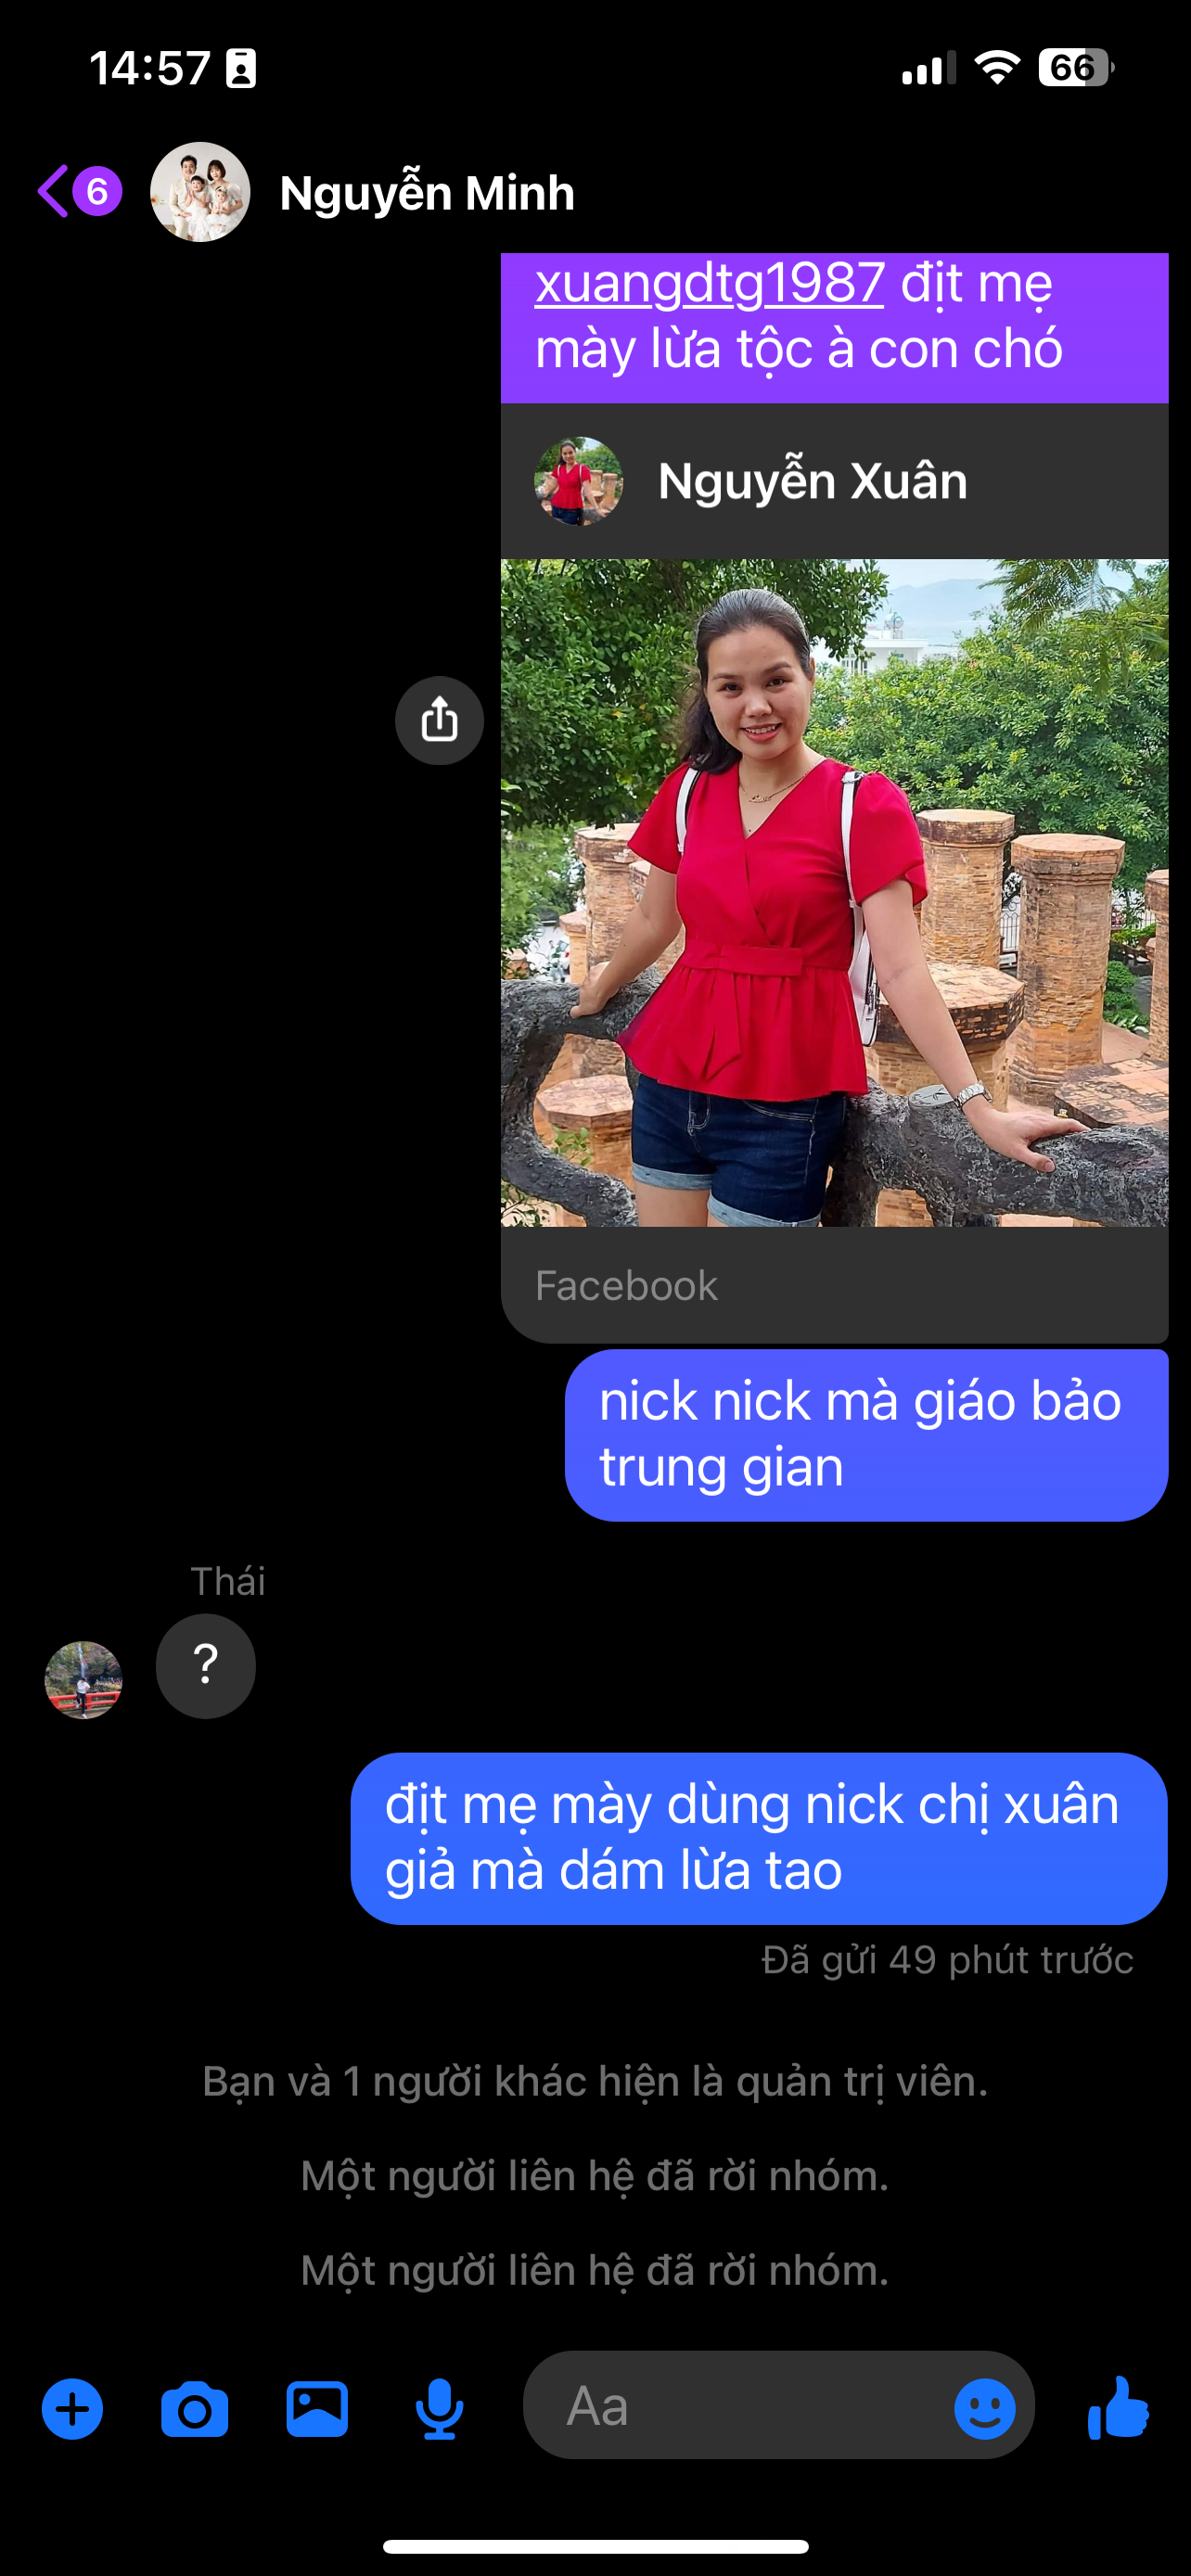 14:57
66
6
Nguyễn Minh
xuangdtg1987 địt mẹ
mày lừa tộc à con chó
Nguyễn Xuân
Facebook
nick nick mà giáo bảo
trung gian
Thái
?
địt mẹ mày dùng nick chị xuân
giả mà dám lừa tao
Đã gửi 49 phút trước
Bạn và 1 người khác hiện là quản trị viên.
Một người liên hệ đã rời nhóm.
Một người liên hệ đã rời nhóm.
Aa